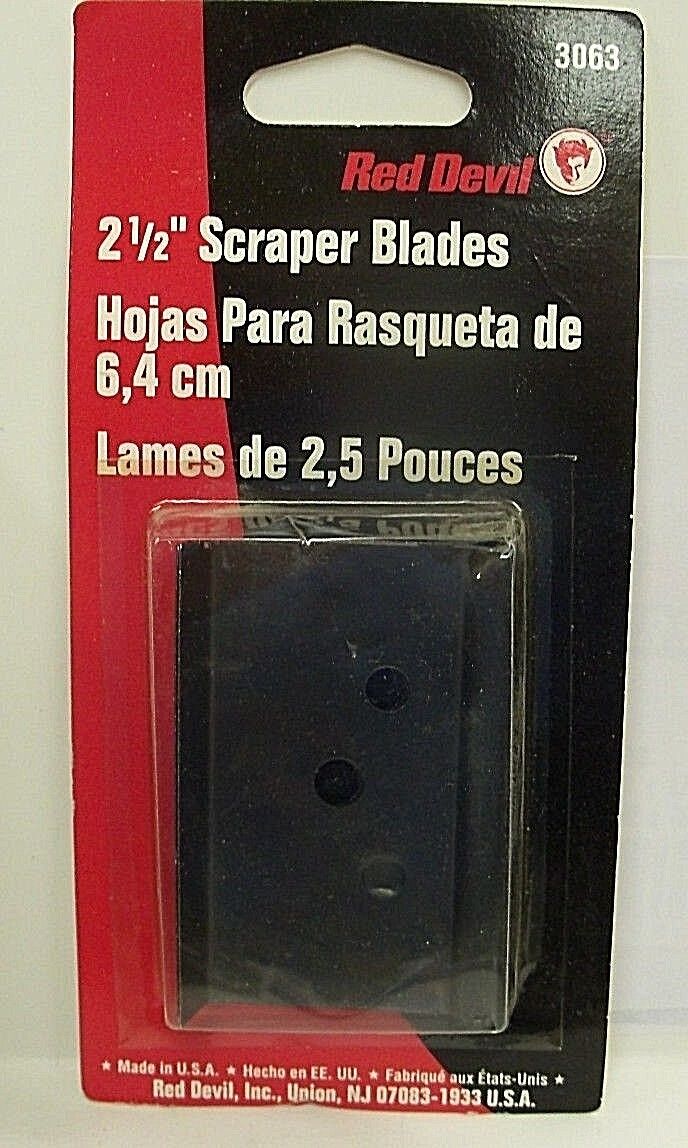 3063
Red Devil
2 1/2" Scraper Blades
Hojas Para Rasqueta de
6,4 cm
Lames de 2,5 Pouces
★ Made in U.S.A. ★ Hecho en EE. UU. ★ Fabriqué aux États-Unis ★
Red Devil, Inc., Union, NJ 07083-1933 U.S.A.